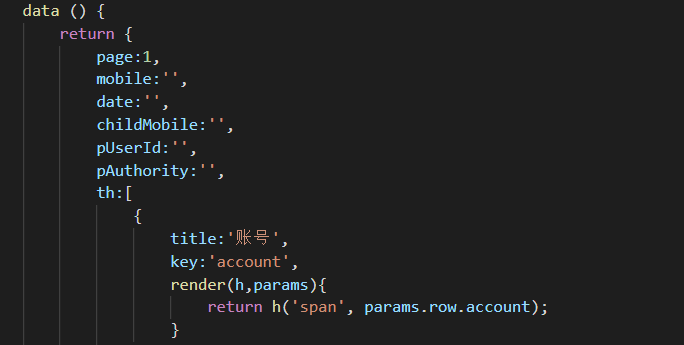 data () {
return {
page:1,
mobile:'',
date:'',
childMobile:'',
pUserId:'',
pAuthority:'',
th:[
{
title:'账号',
key:'account',
render(h,params){
return h('span', params.row.account);
}